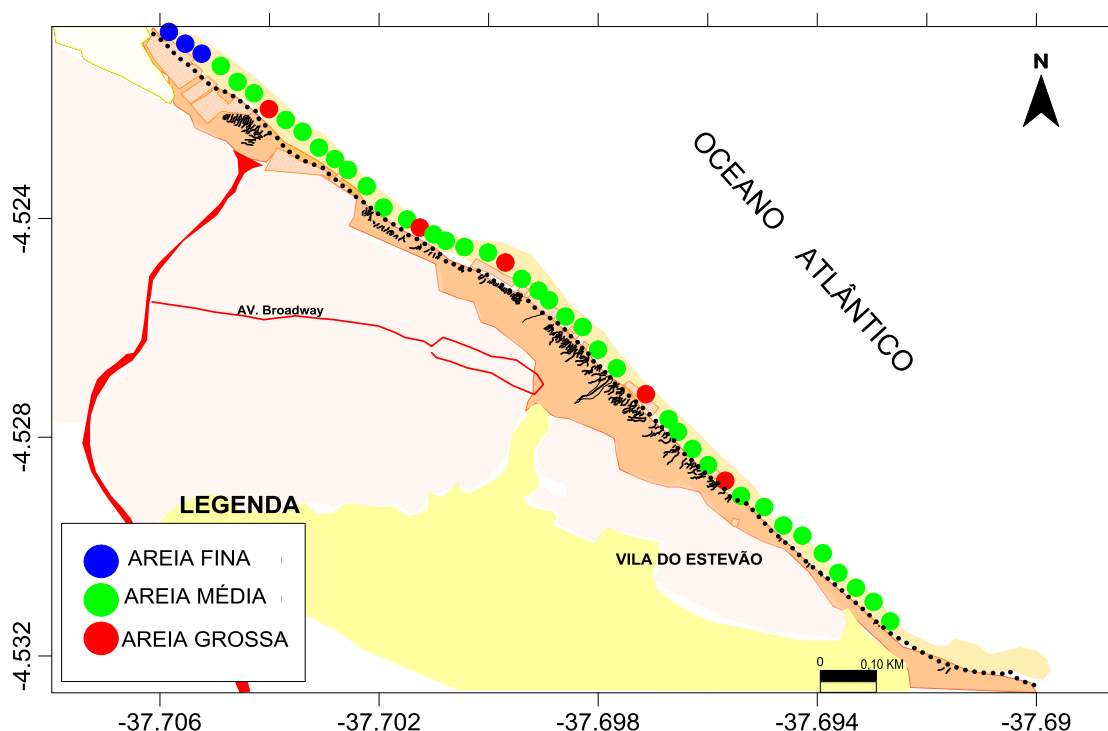 N
OCEANO ATLÂNTICO
-4.524
AV. Broadway
-4.528
LEGENDA
AREIA FINA
AREIA MÉDIA
AREIA GROSSA
VILA DO ESTEVÃO
-4.532
0 0,10 KM
-37.706 -37.702 -37.698 -37.694 -37.69